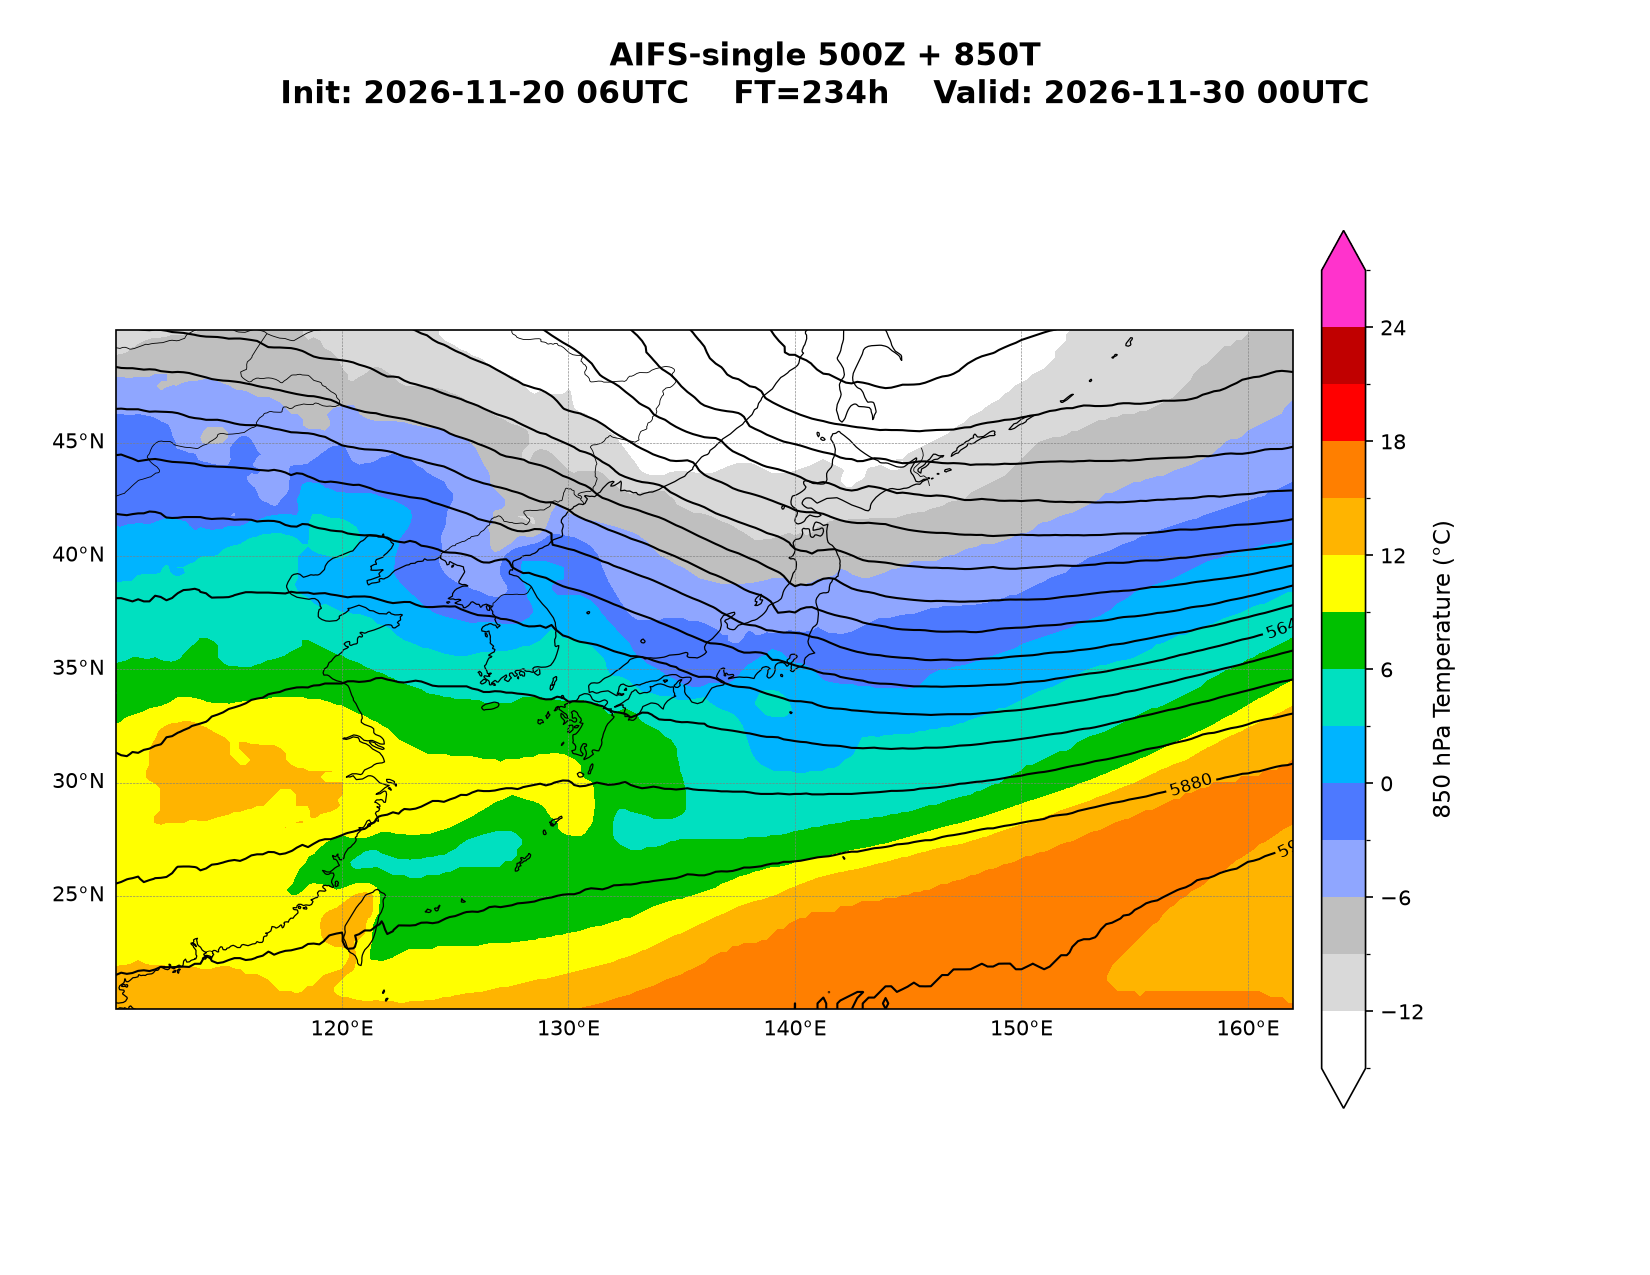 AIFS-single 500Z + 850T
Init: 2026-11-20 06UTC    FT=234h    Valid: 2026-11-30 00UTC
24
18
12
6
0
−6
−12
850 hPa Temperature (°C)
45°N
40°N
35°N
30°N
25°N
120°E
130°E
140°E
150°E
160°E
564
5880